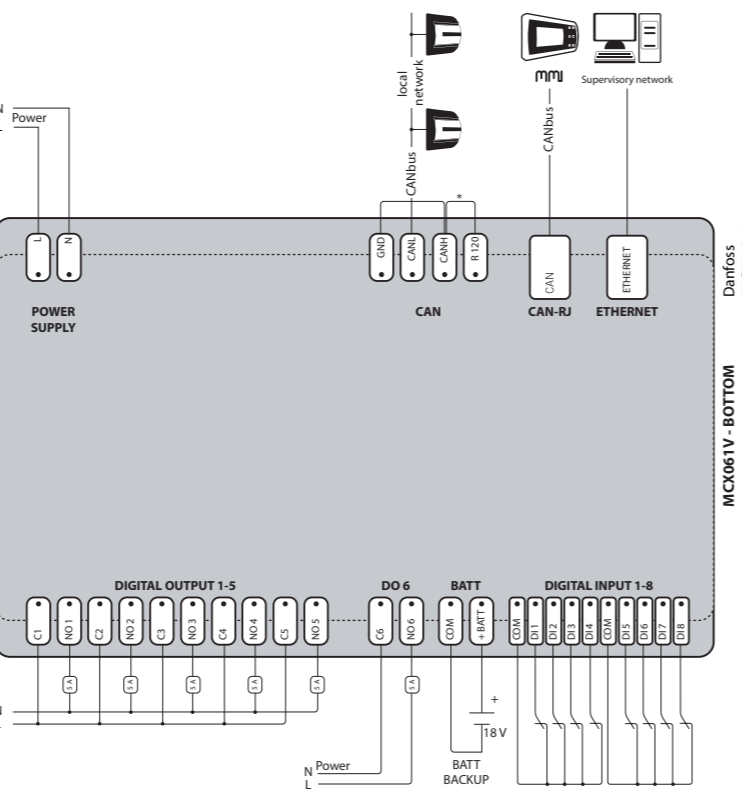 local
network
CANbus
CANbus
mmi
Supervisory network
N
Power
*
L
N
GND
CANL
CANH
R 120
CAN
ETHERNET
POWER
SUPPLY
CAN
CAN-RJ
ETHERNET
Danfoss
MCX061V - BOTTOM
DIGITAL OUTPUT 1-5
DO 6
BATT
DIGITAL INPUT 1-8
C1
NO 1
C2
NO 2
C3
NO 3
C4
NO 4
C5
NO 5
C6
NO 6
COM
+ BATT
COM
DI1
DI2
DI3
DI4
COM
DI5
DI6
DI7
DI8
5 A
5 A
5 A
5 A
5 A
5 A
+
18 V
N Power
L
BATT
BACKUP